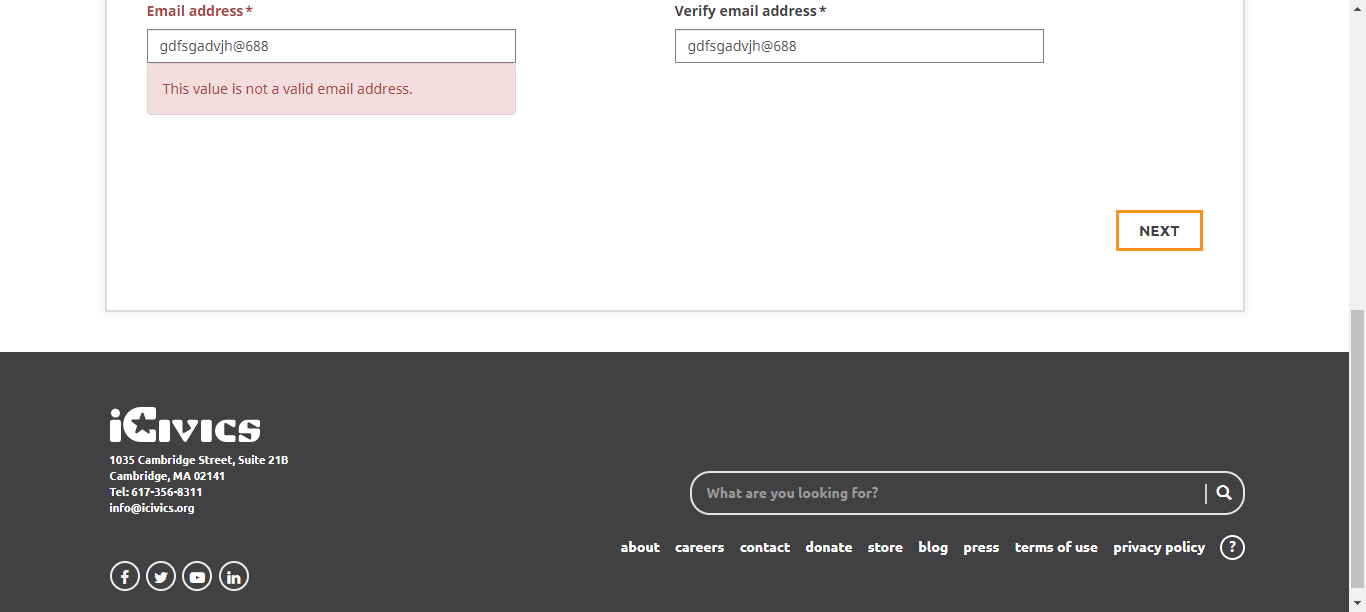 Email address*
Verify email address*
gdfsgadvjh@688
gdfsgadvjh@688
This value is not a valid email address.
NEXT
iCivics
1035 Cambridge Street, Suite 21B
Cambridge, MA 02141
Tel: 617-356-8311
info@icivics.org
What are you looking for?
about careers contact donate store blog press terms of use privacy policy ?